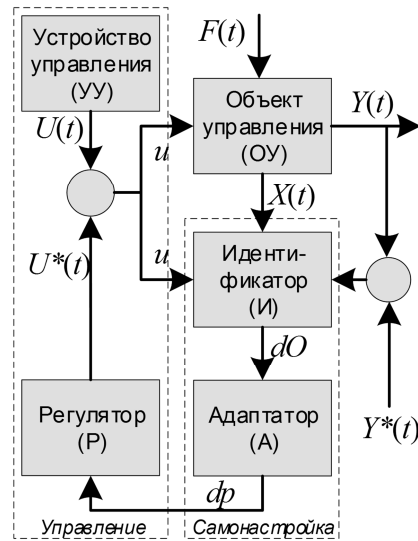 Устройство
управления
(УУ)
F(t)
Объект
управления
(ОУ)
Y(t)
U(t)
u
X(t)
U*(t)
u
Иденти-
фикатор
(И)
dO
Регулятор
(Р)
Адаптатор
(А)
Y*(t)
dp
Управление
Самонастройка